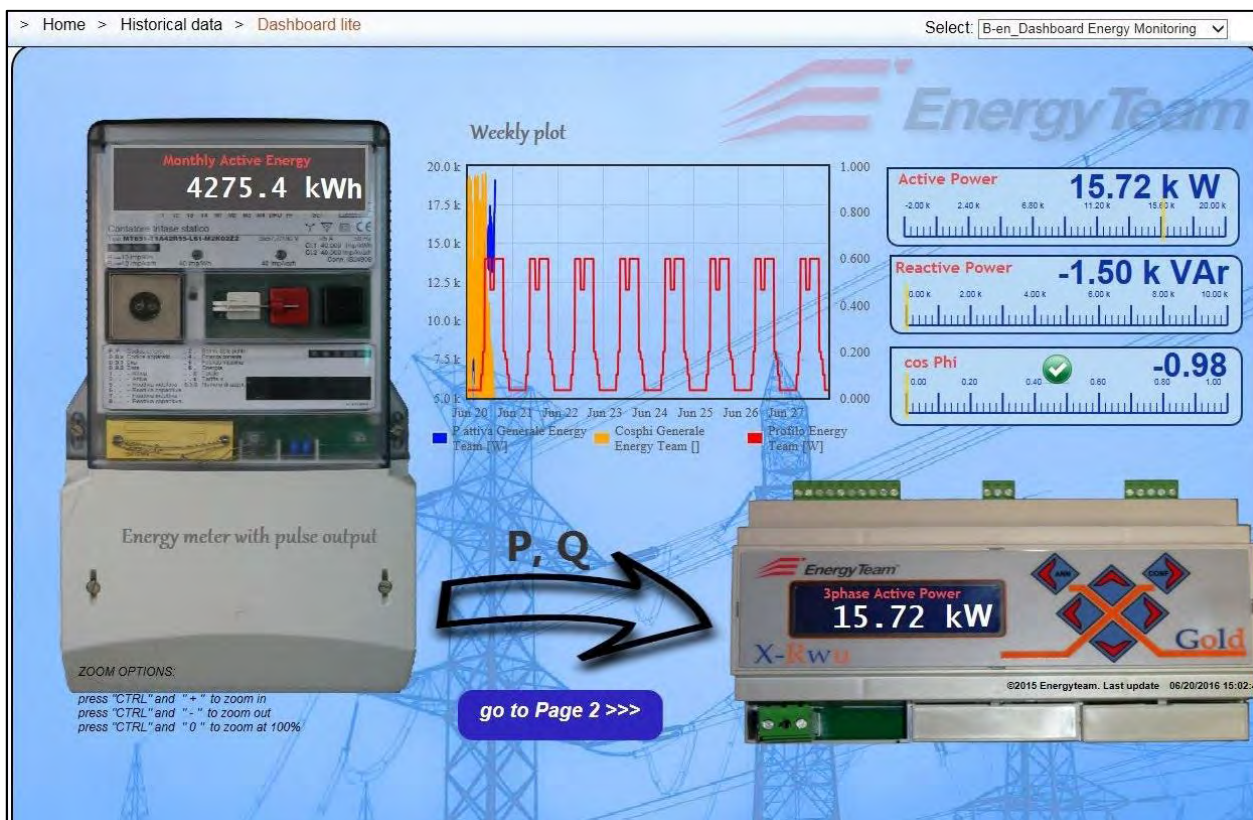 > Home > Historical data > Dashboard lite
Select: B-en_Dashboard Energy Monitoring
EnergyTeam
Weekly plot
Monthly Active Energy
4275.4 kWh
Contatore trifase statico
20.0 k
17.5 k
15.0 k
12.5 k
10.0 k
7.5 k
5.0 k
1.000
0.800
0.600
0.400
0.200
0.000
Jun 20 Jun 21 Jun 22 Jun 23 Jun 24 Jun 25 Jun 26 Jun 27
P.attiva Generale Energy Team [W]
Cosphi Generale Energy Team []
Profilo Energy Team [W]
Active Power 15.72 k W
-2.00 k 2.40 k 6.80 k 11.20 k 15.60 k 20.00 k
Reactive Power -1.50 k VAr
0.00 k 2.00 k 4.00 k 6.00 k 8.00 k 10.00 k
cos Phi -0.98
0.00 0.20 0.40 0.60 0.80 1.00
Energy meter with pulse output
P, Q
EnergyTeam
3phase Active Power
15.72 kW
X-Rwu
Gold
CONF
©2015 Energyteam. Last update 06/20/2016 15:02:
ZOOM OPTIONS:
press "CTRL" and " + " to zoom in
press "CTRL" and " - " to zoom out
press "CTRL" and " 0 " to zoom at 100%
go to Page 2 >>>